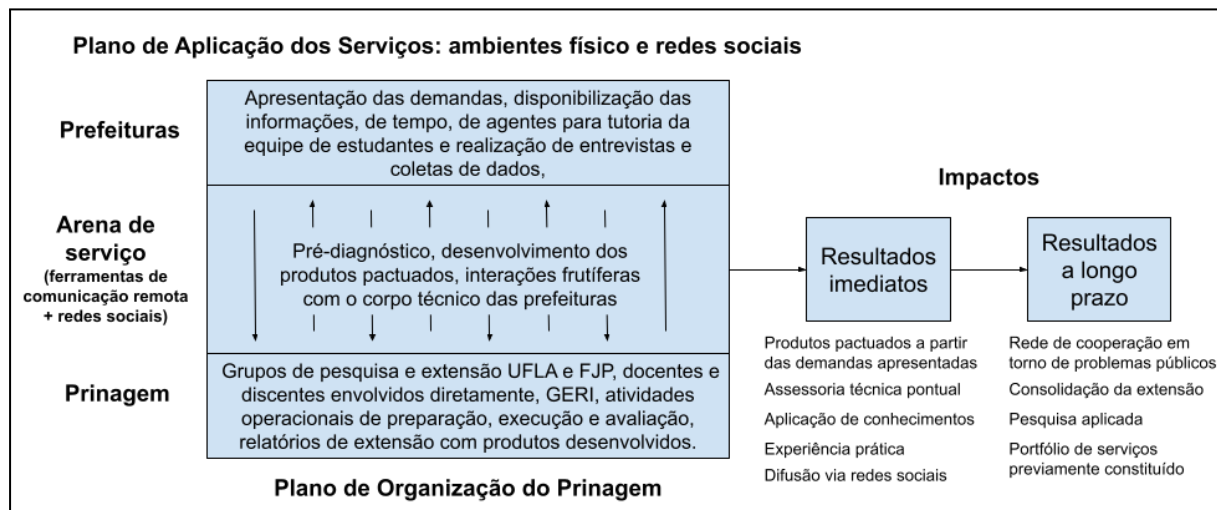 Plano de Aplicação dos Serviços: ambientes físico e redes sociais
Prefeituras
Apresentação das demandas, disponibilização das
informações, de tempo, de agentes para tutoria da
equipe de estudantes e realização de entrevistas e
coletas de dados,
Arena de
serviço
(ferramentas de
comunicação remota
+ redes sociais)
Pré-diagnóstico, desenvolvimento dos
produtos pactuados, interações frutíferas
com o corpo técnico das prefeituras
Prinagem
Grupos de pesquisa e extensão UFLA e FJP, docentes e
discentes envolvidos diretamente, GERI, atividades
operacionais de preparação, execução e avaliação,
relatórios de extensão com produtos desenvolvidos.
Plano de Organização do Prinagem
Impactos
Resultados
imediatos
Produtos pactuados a partir
das demandas apresentadas
Assessoria técnica pontual
Aplicação de conhecimentos
Experiência prática
Difusão via redes sociais
Resultados
a longo
prazo
Rede de cooperação em
torno de problemas públicos
Consolidação da extensão
Pesquisa aplicada
Portfólio de serviços
previamente constituído